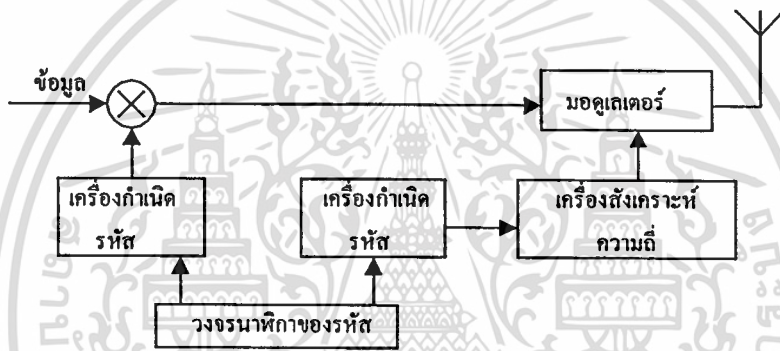 ข้อมูล
มอดูเลเตอร์
เครื่องกำเนิด
รหัส
เครื่องกำเนิด
รหัส
เครื่องสังเคราะห์
ความถี่
วงจรนาฬิกาของรหัส